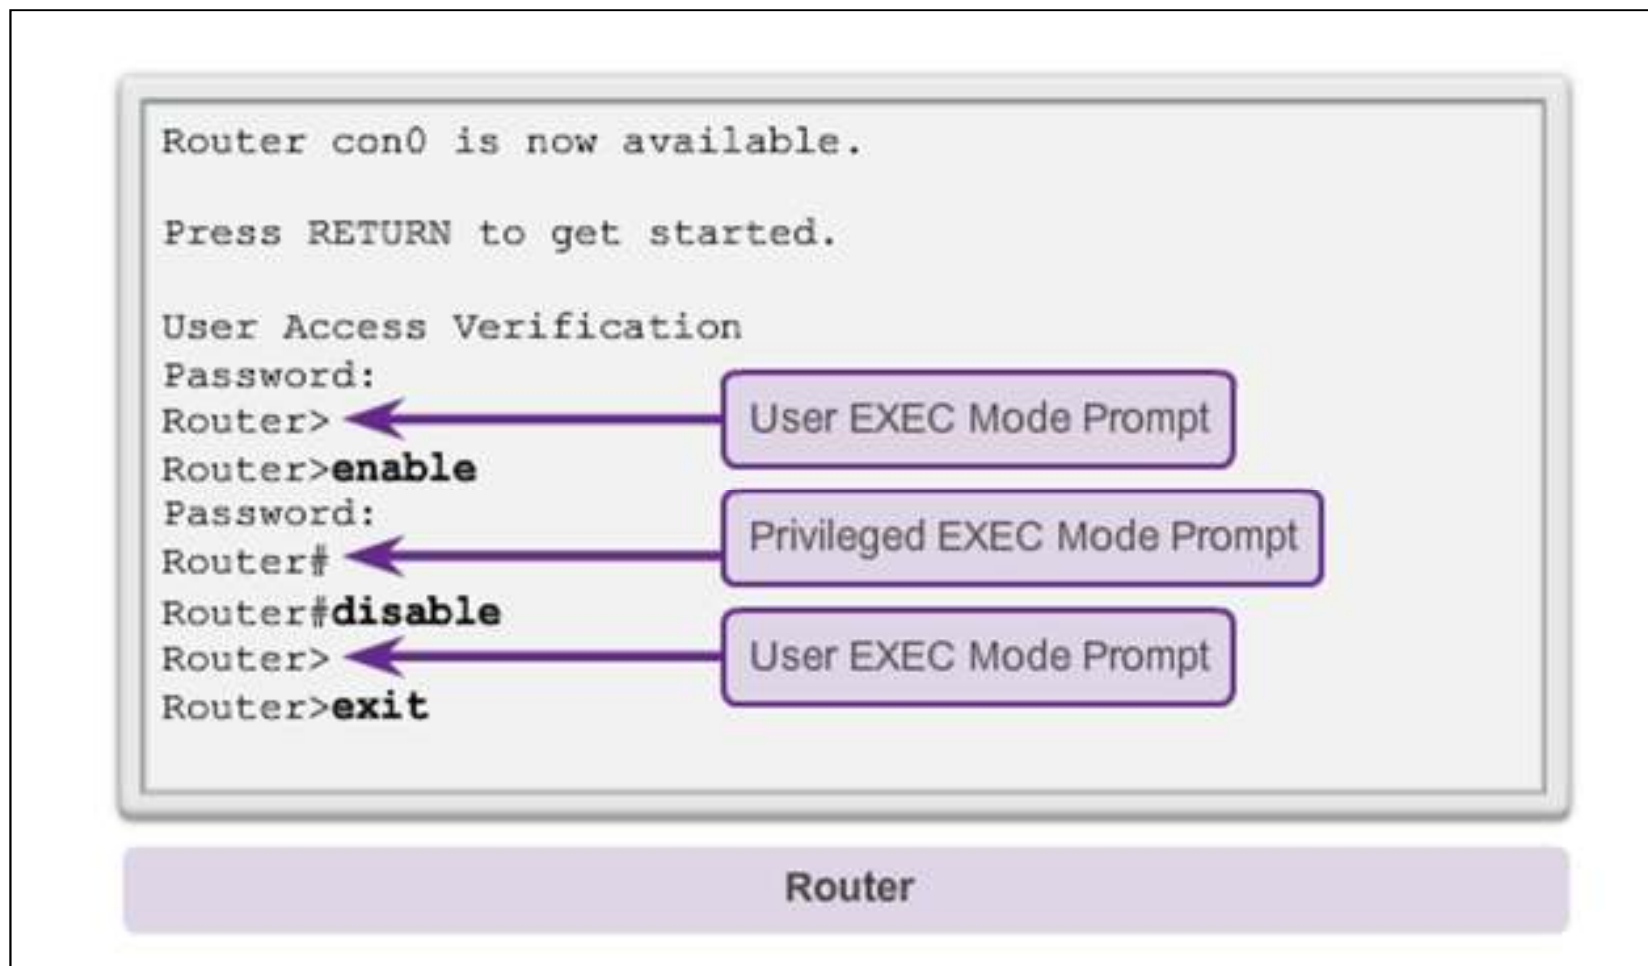 Router con0 is now available.
Press RETURN to get started.
User Access Verification
Password:
Router>
User EXEC Mode Prompt
Router>enable
Password:
Router#
Privileged EXEC Mode Prompt
Router#disable
Router>
User EXEC Mode Prompt
Router>exit
Router